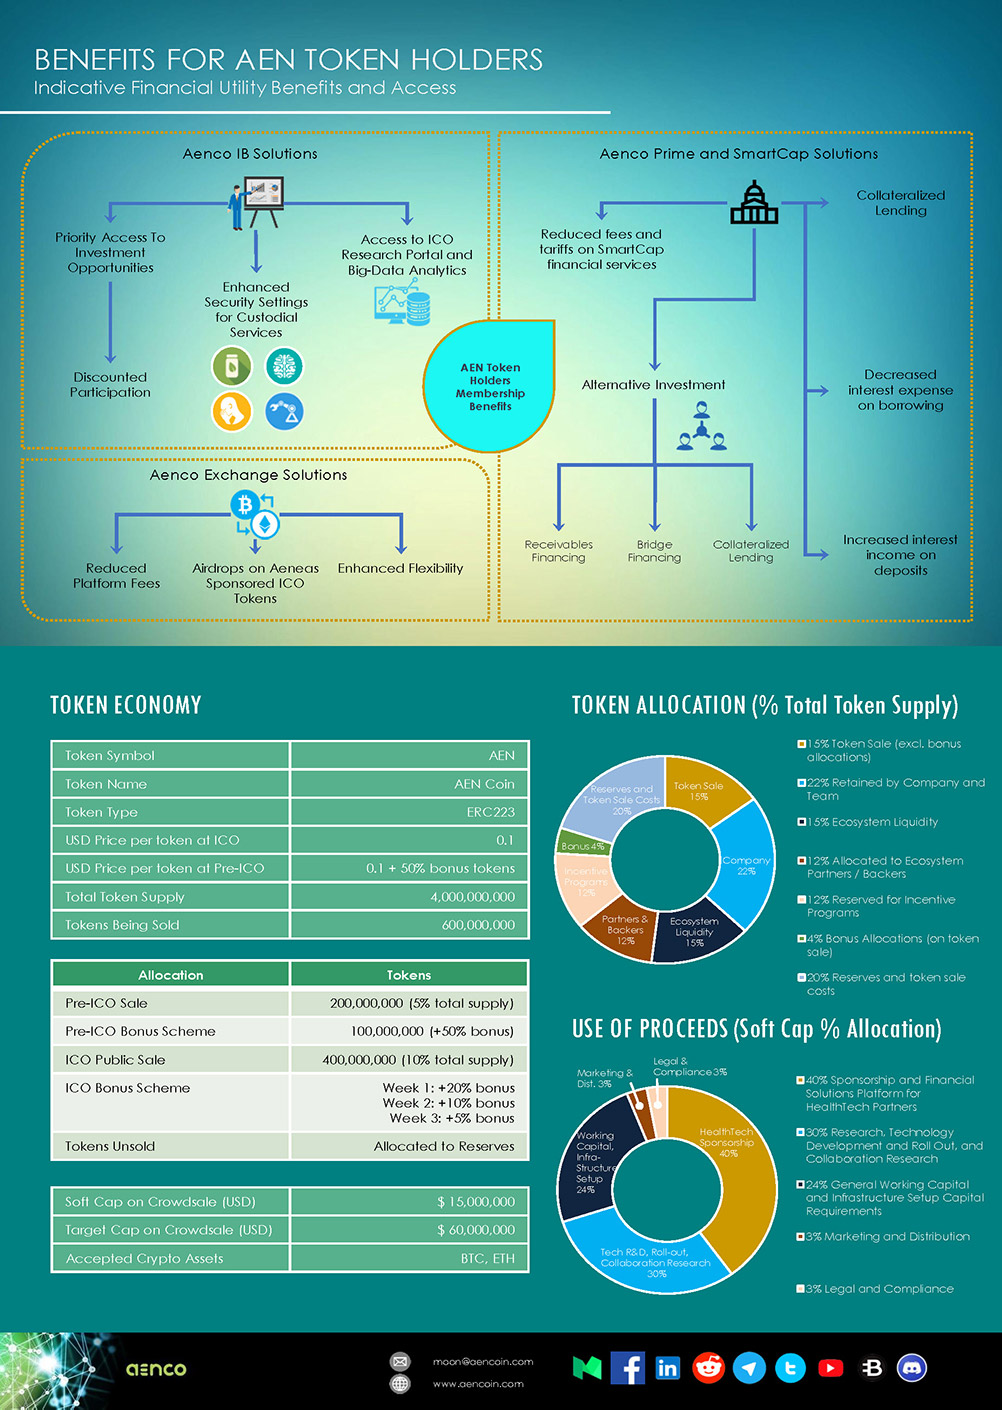 BENEFITS FOR AEN TOKEN HOLDERS
Indicative Financial Utility Benefits and Access
Aenco IB Solutions
Priority Access To
Investment
Opportunities
Discounted
Participation
Enhanced
Security Settings
for Custodial
Services
Access to ICO
Research Portal and
Big-Data Analytics
AEN Token
Holders
Membership
Benefits
Aenco Prime and SmartCap Solutions
Reduced fees and
tariffs on SmartCap
financial services
Collateralized
Lending
Alternative Investment
Decreased
interest expense
on borrowing
Receivables
Financing
Bridge
Financing
Collateralized
Lending
Increased interest
income on
deposits
Aenco Exchange Solutions
Reduced
Platform Fees
Airdrops on Aeneas
Sponsored ICO
Tokens
Enhanced Flexibility
TOKEN ECONOMY
Token Symbol AEN
Token Name AEN Coin
Token Type ERC223
USD Price per token at ICO 0.1
USD Price per token at Pre-ICO 0.1 + 50% bonus tokens
Total Token Supply 4,000,000,000
Tokens Being Sold 600,000,000
Allocation Tokens
Pre-ICO Sale 200,000,000 (5% total supply)
Pre-ICO Bonus Scheme 100,000,000 (+50% bonus)
ICO Public Sale 400,000,000 (10% total supply)
ICO Bonus Scheme Week 1: +20% bonus
Week 2: +10% bonus
Week 3: +5% bonus
Tokens Unsold Allocated to Reserves
Soft Cap on Crowdsale (USD) $ 15,000,000
Target Cap on Crowdsale (USD) $ 60,000,000
Accepted Crypto Assets BTC, ETH
TOKEN ALLOCATION (% Total Token Supply)
Token Sale
15%
Company
22%
Ecosystem
Liquidity
15%
Partners &
Backers
12%
Incentive
Programs
12%
Bonus 4%
Reserves and
Token Sale Costs
20%
15% Token Sale (excl. bonus
allocations)
22% Retained by Company and
Team
15% Ecosystem Liquidity
12% Allocated to Ecosystem
Partners / Backers
12% Reserved for Incentive
Programs
4% Bonus Allocations (on token
sale)
20% Reserves and token sale
costs
USE OF PROCEEDS (Soft Cap % Allocation)
Marketing &
Dist. 3%
Legal &
Compliance 3%
HealthTech
Sponsorship
40%
Working
Capital,
Infra-
Structure
Setup
24%
Tech R&D, Roll-out,
Collaboration Research
30%
40% Sponsorship and Financial
Solutions Platform for
HealthTech Partners
30% Research, Technology
Development and Roll Out, and
Collaboration Research
24% General Working Capital
and Infrastructure Setup Capital
Requirements
3% Marketing and Distribution
3% Legal and Compliance
aenco
moon@aencoin.com
www.aencoin.com